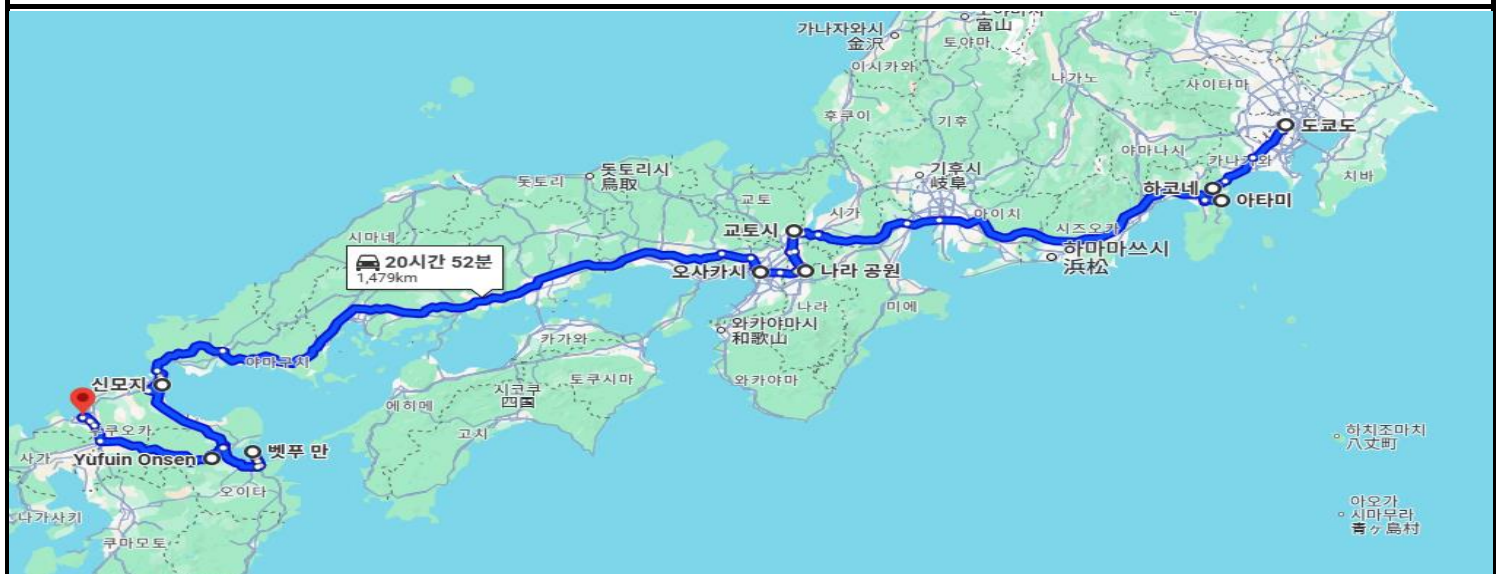 가나자와시
金沢
富山
토야마
이시카와
나가노
사이타마
도쿄도
후쿠이
기후
야마나시
카나가와
치바
돗토리시
鳥取
돗토리
교토
기후시
岐阜
하코네
아타미
시가
아이치
시즈오카
교토시
시마네
하마마쓰시
浜松
20시간 52분
1,479km
오사카시
나라 공원
나라
미에
와카야마시
和歌山
카가와
야마구치
신모지
와카야마
토쿠시마
시코쿠
四国
에히메
고치
후쿠오카
벳푸 만
Yufuin Onsen
사가
오이타
나가사키
쿠마모토
하치조마치
八丈町
아오가
시마무라
青ヶ島村